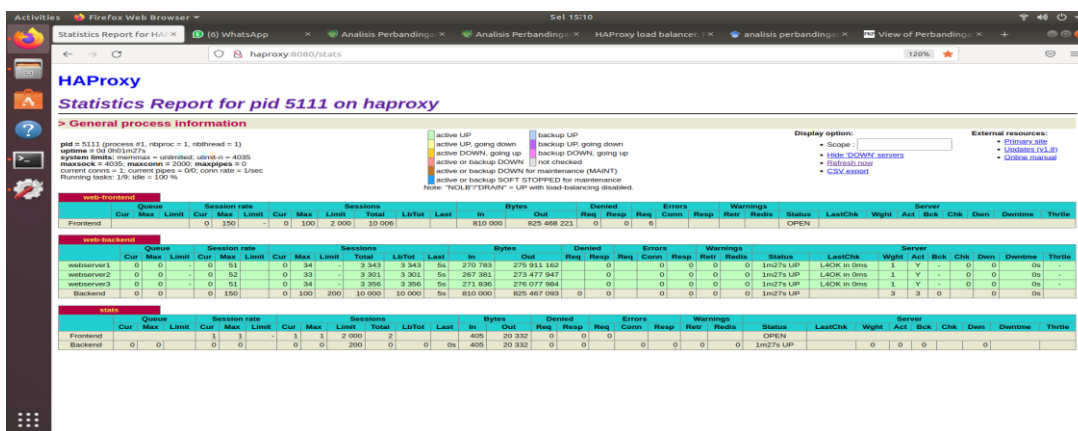 Activities Firefox Web Browser Sel 15:10
Statistics Report for HAP × (6) WhatsApp × Analisis Perbandinga × Analisis Perbandinga × HAProxy load balancer, × analisis perbandingan × View of Perbandinga × +
haproxy:8080/stats 120%
HAProxy
Statistics Report for pid 5111 on haproxy
> General process information
pid = 5111 (process #1, nbproc = 1, nbthread = 1)
uptime = 0d 0h01m27s
system limits: memmax = unlimited; ulimit-n = 4035
maxsock = 4035; maxconn = 2000; maxpipes = 0
current conns = 1; current pipes = 0/0; conn rate = 1/sec
Running tasks: 1/9; idle = 100 %
active UP backup UP
active UP, going down backup UP, going down
active DOWN, going up backup DOWN, going up
active or backup DOWN not checked
active or backup DOWN for maintenance (MAINT)
active or backup SOFT STOPPED for maintenance
Note: "NOLB"/"DRAIN" = UP with load-balancing disabled.
Display option:
• Scope :
• Hide 'DOWN' servers
• Refresh now
• CSV export
External resources:
• Primary site
• Updates (v1.8)
• Online manual
web-frontend
Queue Session rate Sessions Bytes Denied Errors Warnings Server
Cur Max Limit Cur Max Limit Cur Max Limit Total LbTot Last In Out Req Resp Req Conn Resp Retr Redis Status LastChk Wght Act Bck Chk Dwn Dwntme Thrtle
Frontend 0 150 - 0 100 2 000 10 006 810 000 825 468 221 0 0 6 OPEN
web-backend
Queue Session rate Sessions Bytes Denied Errors Warnings Server
Cur Max Limit Cur Max Limit Cur Max Limit Total LbTot Last In Out Req Resp Req Conn Resp Retr Redis Status LastChk Wght Act Bck Chk Dwn Dwntme Thrtle
webserver1 0 0 - 0 51 0 34 - 3 343 3 343 5s 270 783 275 911 162 0 0 0 0 0 1m27s UP L4OK in 0ms 1 Y - 0 0 0s -
webserver2 0 0 - 0 52 0 33 - 3 301 3 301 5s 267 381 273 477 947 0 0 0 0 0 1m27s UP L4OK in 0ms 1 Y - 0 0 0s -
webserver3 0 0 - 0 51 0 34 - 3 356 3 356 5s 271 836 276 077 984 0 0 0 0 0 1m27s UP L4OK in 0ms 1 Y - 0 0 0s -
Backend 0 0 0 150 0 100 200 10 000 10 000 5s 810 000 825 467 093 0 0 0 0 0 0 1m27s UP 3 3 0 0 0s
stats
Queue Session rate Sessions Bytes Denied Errors Warnings Server
Cur Max Limit Cur Max Limit Cur Max Limit Total LbTot Last In Out Req Resp Req Conn Resp Retr Redis Status LastChk Wght Act Bck Chk Dwn Dwntme Thrtle
Frontend 1 1 - 1 1 2 000 2 405 20 332 0 0 0 OPEN
Backend 0 0 0 0 0 0 200 0 0 0s 405 20 332 0 0 0 0 0 0 1m27s UP 0 0 0 0